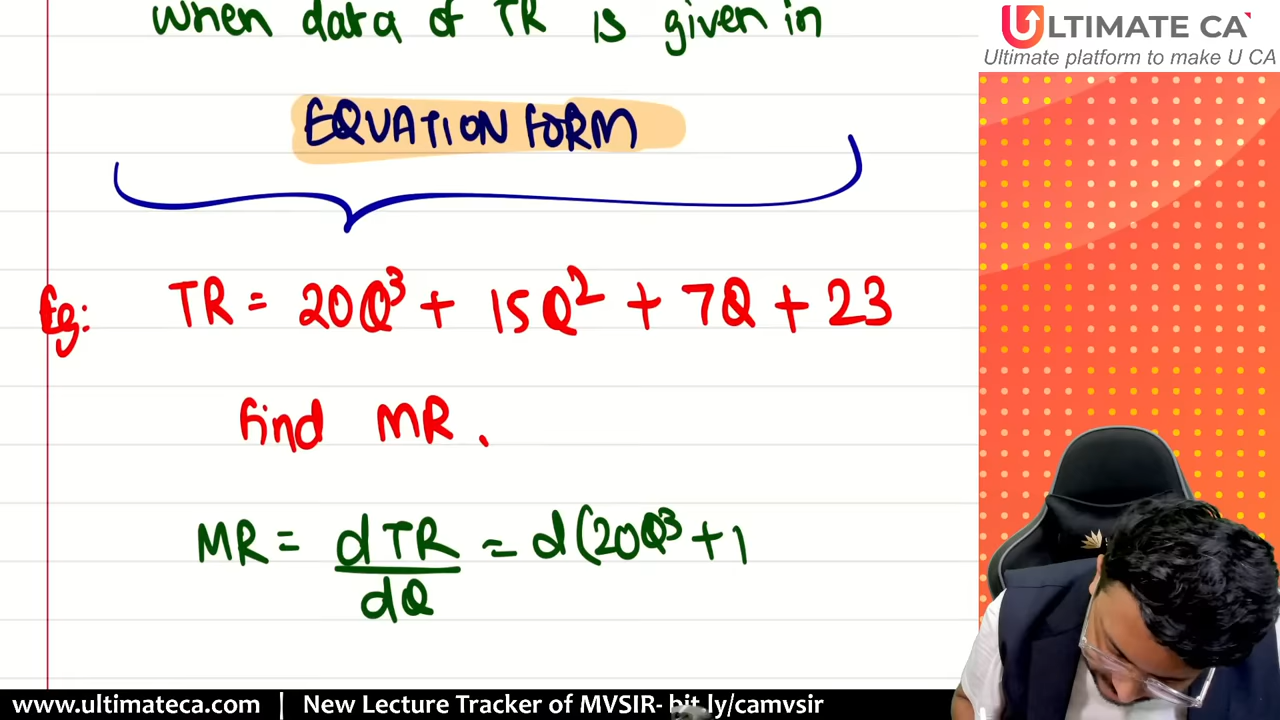 when data of TR is given in
ULTIMATE CA
Ultimate platform to make U CA
EQUATION FORM
Eg: TR = 20Q³ + 15Q² + 7Q + 23
Find MR.
MR = dTR/dQ = d(20Q³ + 1
www.ultimateca.com | New Lecture Tracker of MVSIR- bit.ly/camvsir